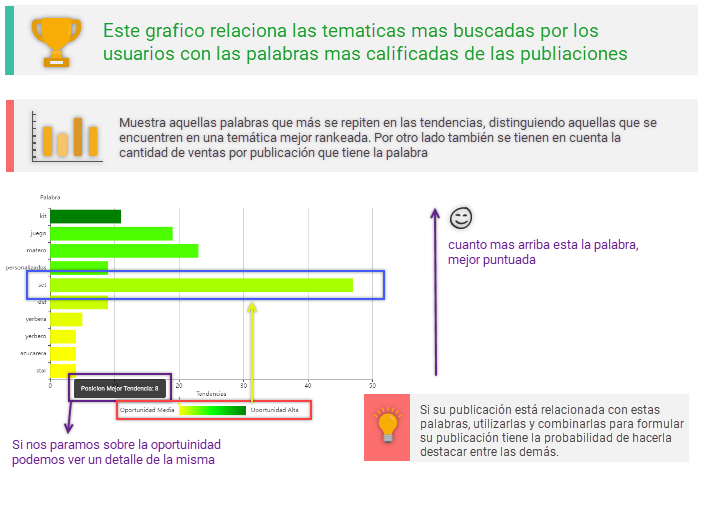 Este grafico relaciona las tematicas mas buscadas por los
usuarios con las palabras mas calificadas de las publiaciones
Muestra aquellas palabras que más se repiten en las tendencias, distinguiendo aquellas que se
encuentren en una temática mejor rankeada. Por otro lado también se tienen en cuenta la
cantidad de ventas por publicación que tiene la palabra
Palabra
kit
juego
matero
personalizados
set
del
yerbera
yerbero
azucarera
star
0 10 20 30 40 50
Posicion Mejor Tendencia: 8
Tendencias
Oportunidad Media
Oportunidad Alta
cuanto mas arriba esta la palabra,
mejor puntuada
Si nos paramos sobre la oportuinidad
podemos ver un detalle de la misma
Si su publicación está relacionada con estas
palabras, utilizarlas y combinarlas para formular
su publicación tiene la probabilidad de hacerla
destacar entre las demás.